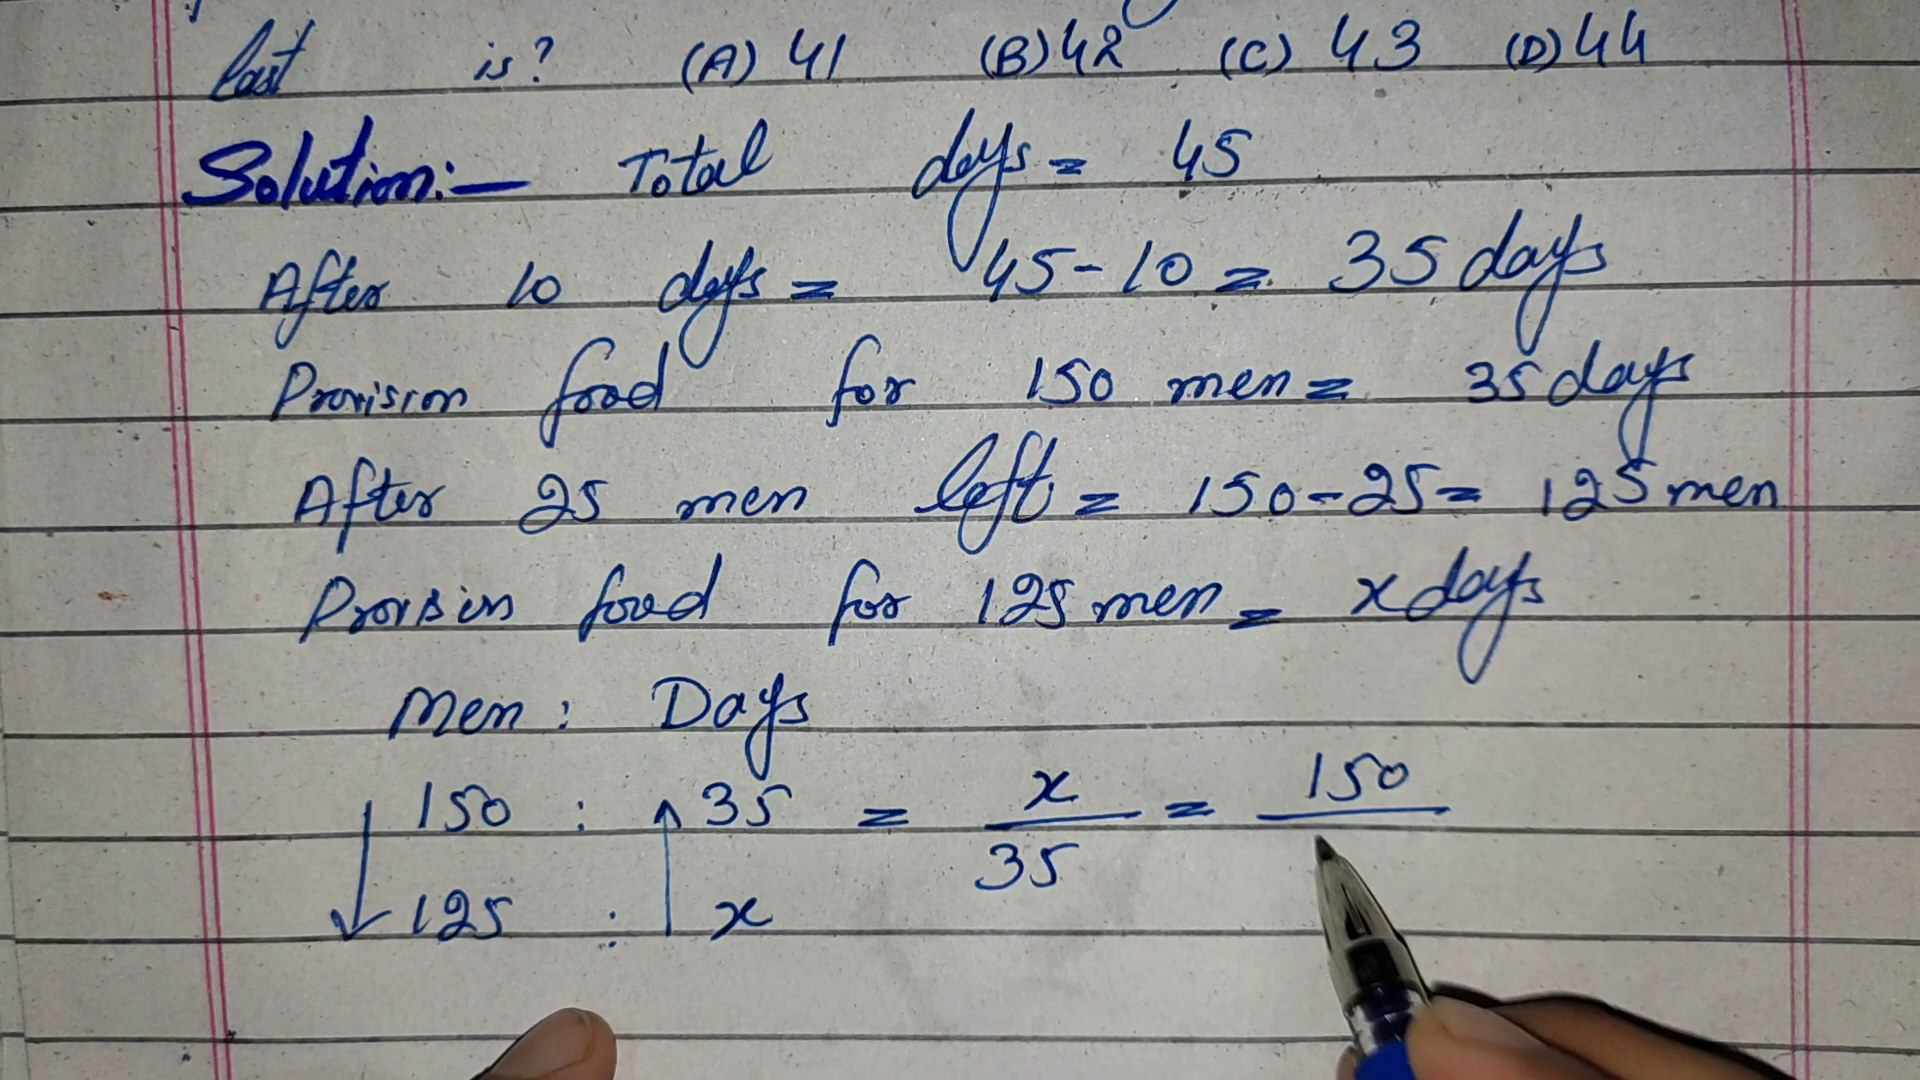 last is? (A) 41 (B) 42 (C) 43 (D) 44
Solution:- Total days = 45
After 10 days = 45-10 = 35 days
Provision food for 150 men = 35 days
After 25 men left = 150-25 = 125 men
Provision food for 125 men = x days
Men : Days
150 : 35 = x/35 = 150
125 : x